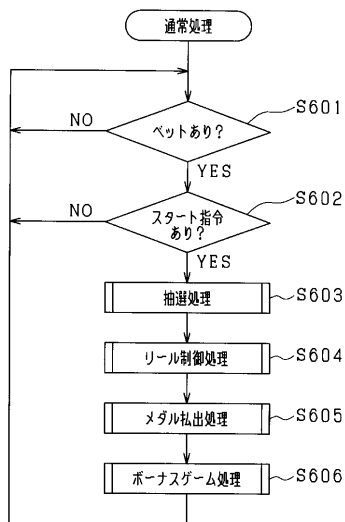 通常処理
S601
ベットあり?
NO
YES
S602
スタート指令
あり?
NO
YES
抽選処理
S603
リール制御処理
S604
メダル払出処理
S605
ボーナスゲーム処理
S606